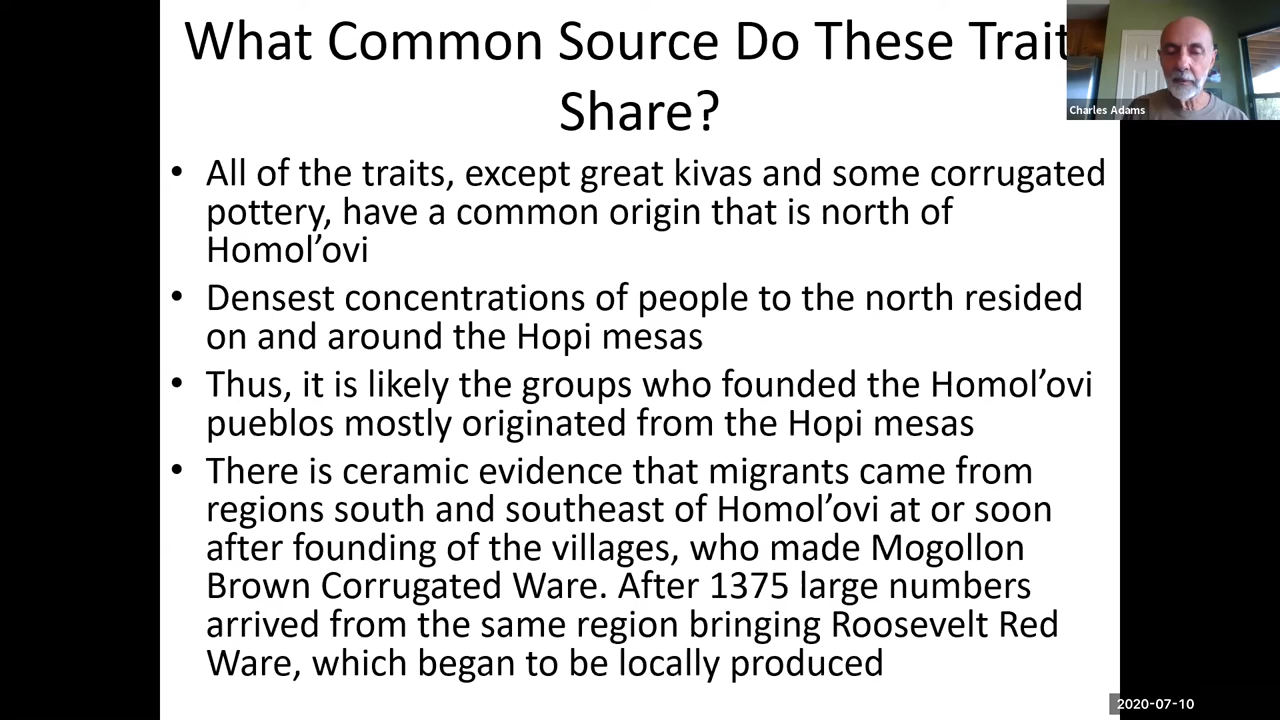 What Common Source Do These Trait
Share?
Charles Adams
• All of the traits, except great kivas and some corrugated
pottery, have a common origin that is north of
Homol’ovi
• Densest concentrations of people to the north resided
on and around the Hopi mesas
• Thus, it is likely the groups who founded the Homol’ovi
pueblos mostly originated from the Hopi mesas
• There is ceramic evidence that migrants came from
regions south and southeast of Homol’ovi at or soon
after founding of the villages, who made Mogollon
Brown Corrugated Ware. After 1375 large numbers
arrived from the same region bringing Roosevelt Red
Ware, which began to be locally produced
2020-07-10